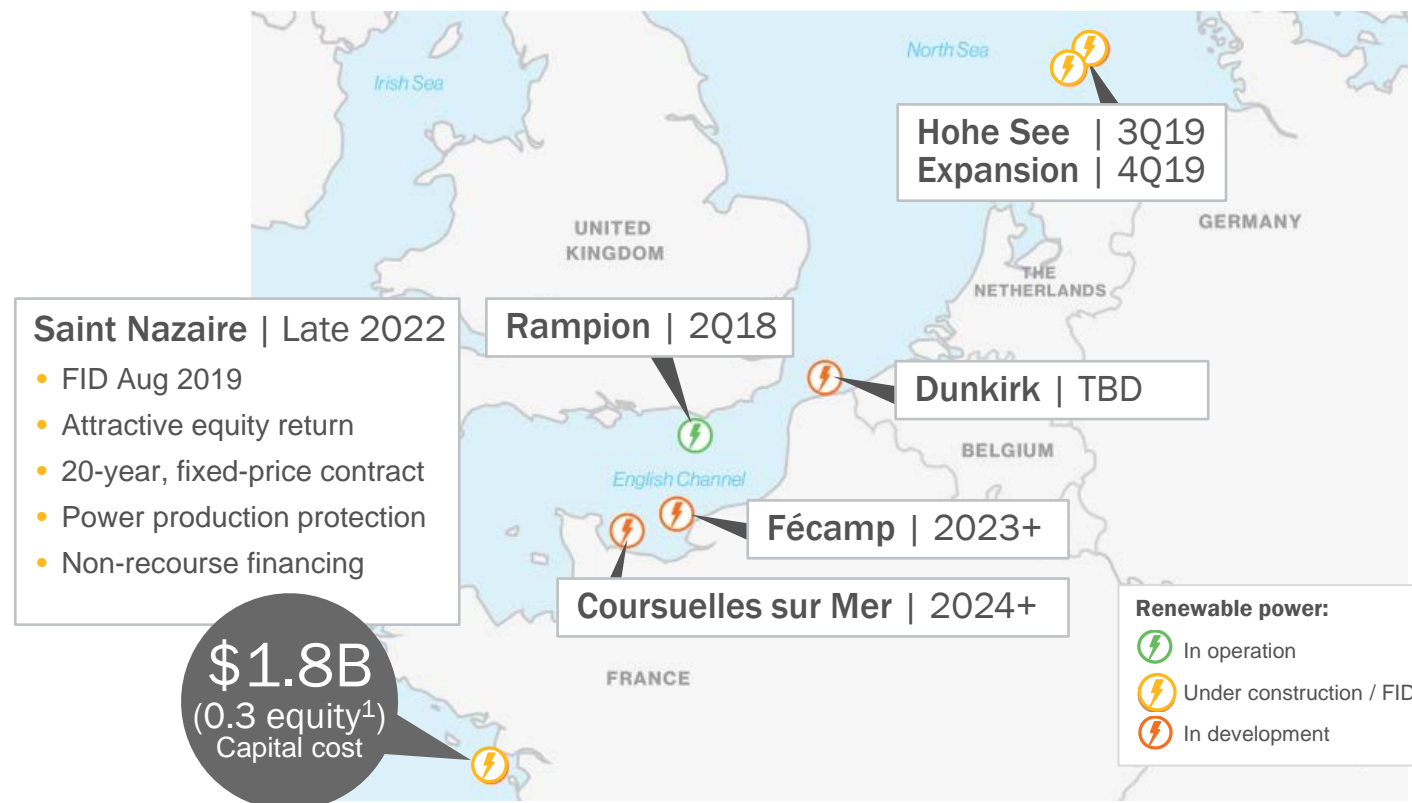 Irish Sea
North Sea
Hohe See | 3Q19
Expansion | 4Q19
UNITED
KINGDOM
GERMANY
THE
NETHERLANDS
Saint Nazaire | Late 2022
• FID Aug 2019
• Attractive equity return
• 20-year, fixed-price contract
• Power production protection
• Non-recourse financing
Rampion | 2Q18
Dunkirk | TBD
BELGIUM
English Channel
Fécamp | 2023+
Coursuelles sur Mer | 2024+
$1.8B
(0.3 equity¹)
Capital cost
FRANCE
Renewable power:
In operation
Under construction / FID
In development